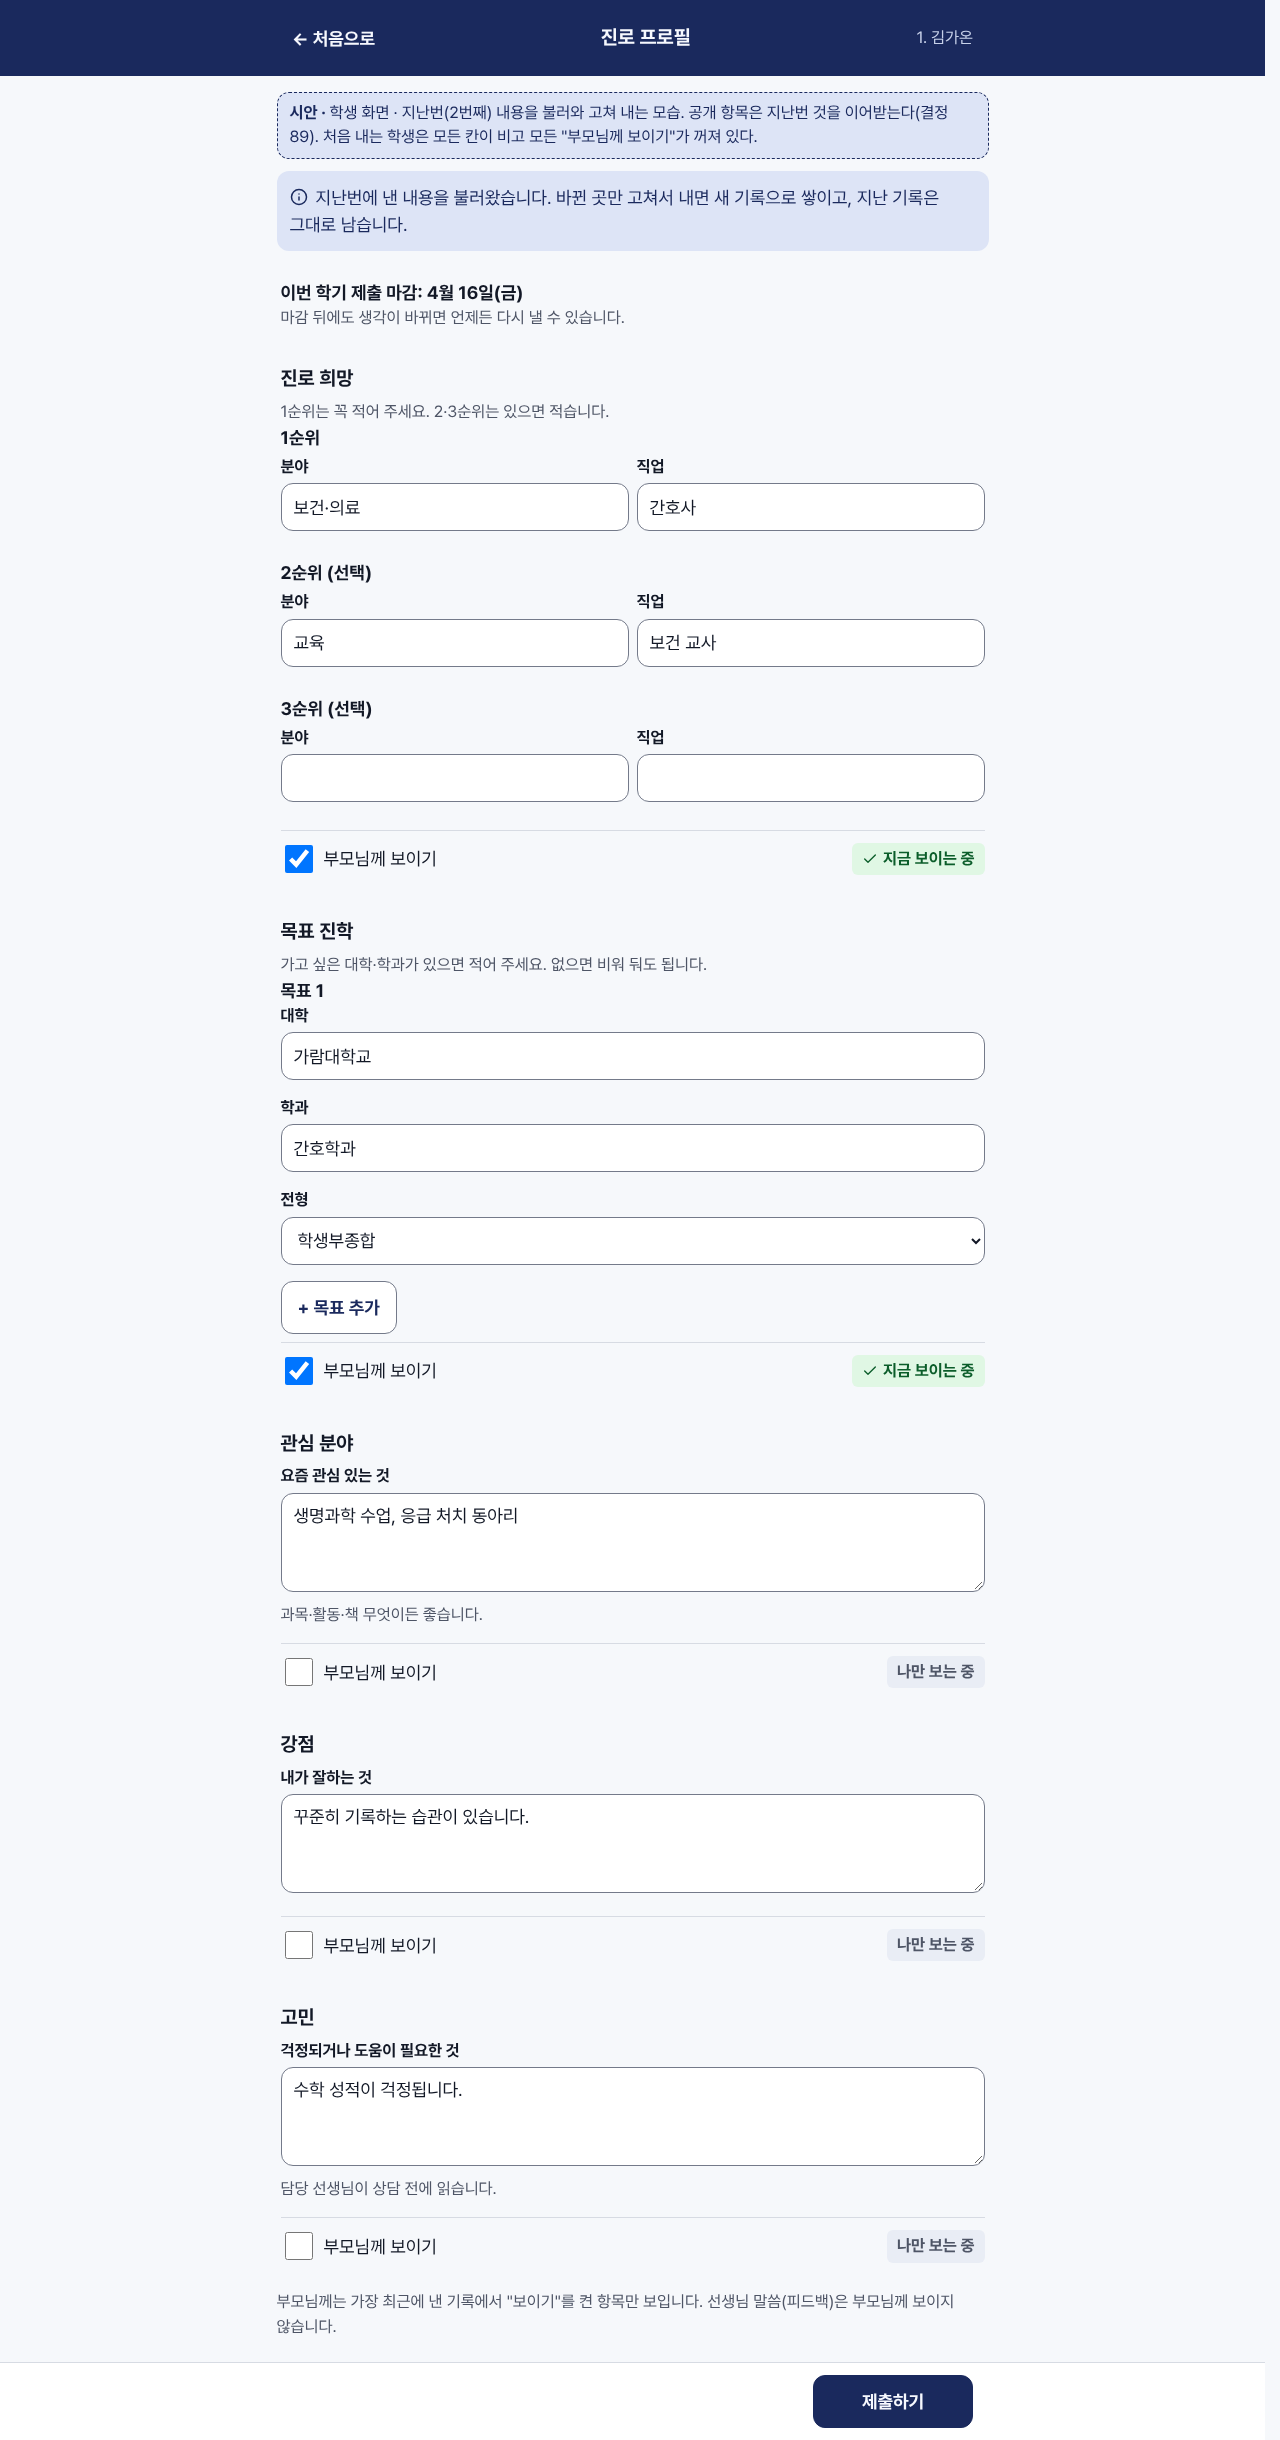 ← 처음으로
진로 프로필
1. 김가온
시안 · 학생 화면 · 지난번(2번째) 내용을 불러와 고쳐 내는 모습. 공개 항목은 지난번 것을 이어받는다(결정
89). 처음 내는 학생은 모든 칸이 비고 모든 "부모님께 보이기"가 꺼져 있다.
지난번에 낸 내용을 불러왔습니다. 바뀐 곳만 고쳐서 내면 새 기록으로 쌓이고, 지난 기록은
그대로 남습니다.
이번 학기 제출 마감: 4월 16일(금)
마감 뒤에도 생각이 바뀌면 언제든 다시 낼 수 있습니다.
진로 희망
1순위는 꼭 적어 주세요. 2·3순위는 있으면 적습니다.
1순위
분야 직업
보건·의료 간호사
2순위 (선택)
분야 직업
교육 보건 교사
3순위 (선택)
분야 직업
부모님께 보이기 ✓ 지금 보이는 중
목표 진학
가고 싶은 대학·학과가 있으면 적어 주세요. 없으면 비워 둬도 됩니다.
목표 1
대학
가람대학교
학과
간호학과
전형
학생부종합
+ 목표 추가
부모님께 보이기 ✓ 지금 보이는 중
관심 분야
요즘 관심 있는 것
생명과학 수업, 응급 처치 동아리
과목·활동·책 무엇이든 좋습니다.
부모님께 보이기 나만 보는 중
강점
내가 잘하는 것
꾸준히 기록하는 습관이 있습니다.
부모님께 보이기 나만 보는 중
고민
걱정되거나 도움이 필요한 것
수학 성적이 걱정됩니다.
담당 선생님이 상담 전에 읽습니다.
부모님께 보이기 나만 보는 중
부모님께는 가장 최근에 낸 기록에서 "보이기"를 켠 항목만 보입니다. 선생님 말씀(피드백)은 부모님께 보이지
않습니다.
제출하기